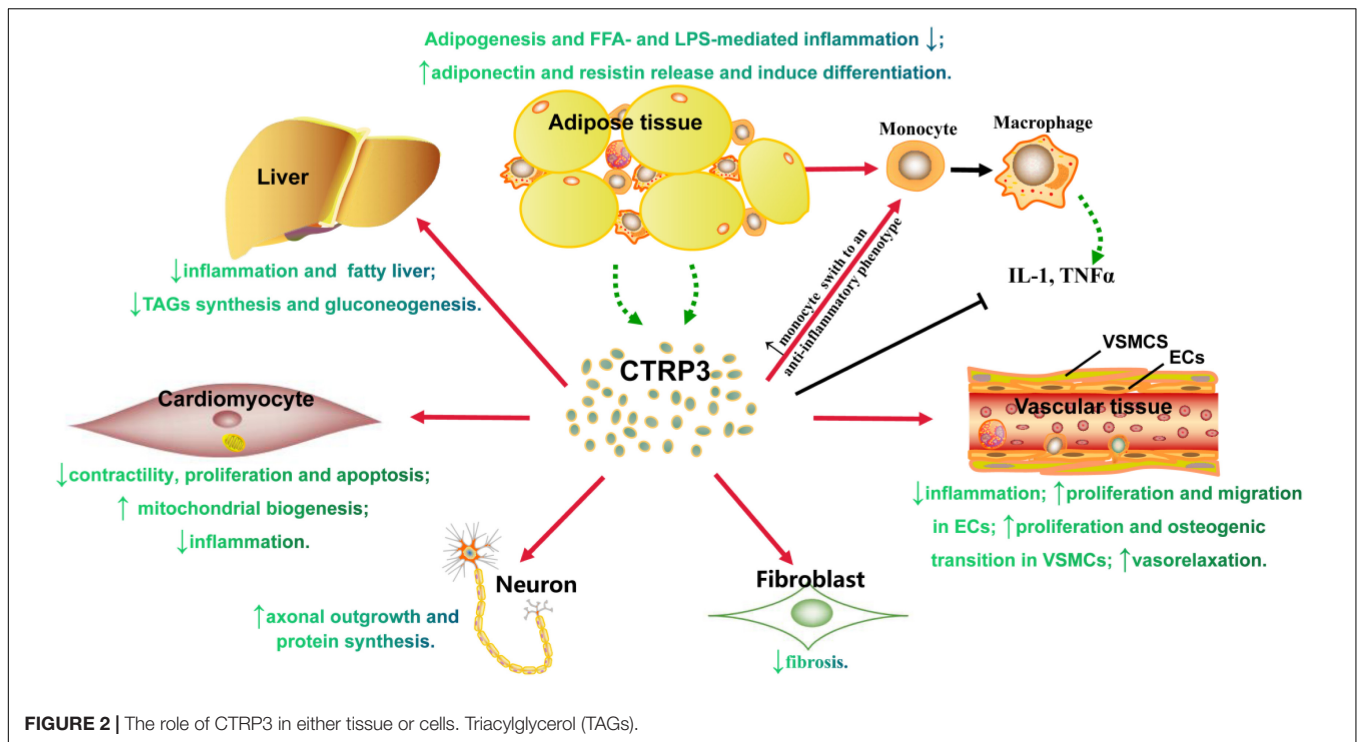 Adipogenesis and FFA- and LPS-mediated inflammation ↓;
↑adiponectin and resistin release and induce differentiation.
Adipose tissue
Monocyte
Macrophage
Liver
↓inflammation and fatty liver;
↓TAGs synthesis and gluconeogenesis.
↑monocyte swith to an
anti-inflammatory phenotype
IL-1, TNFα
CTRP3
VSMCS
ECs
Vascular tissue
↓inflammation; ↑proliferation and migration
in ECs; ↑proliferation and osteogenic
transition in VSMCs; ↑vasorelaxation.
Cardiomyocyte
↓contractility, proliferation and apoptosis;
↑ mitochondrial biogenesis;
↓inflammation.
Neuron
↑axonal outgrowth and
protein synthesis.
Fibroblast
↓fibrosis.
FIGURE 2 | The role of CTRP3 in either tissue or cells. Triacylglycerol (TAGs).